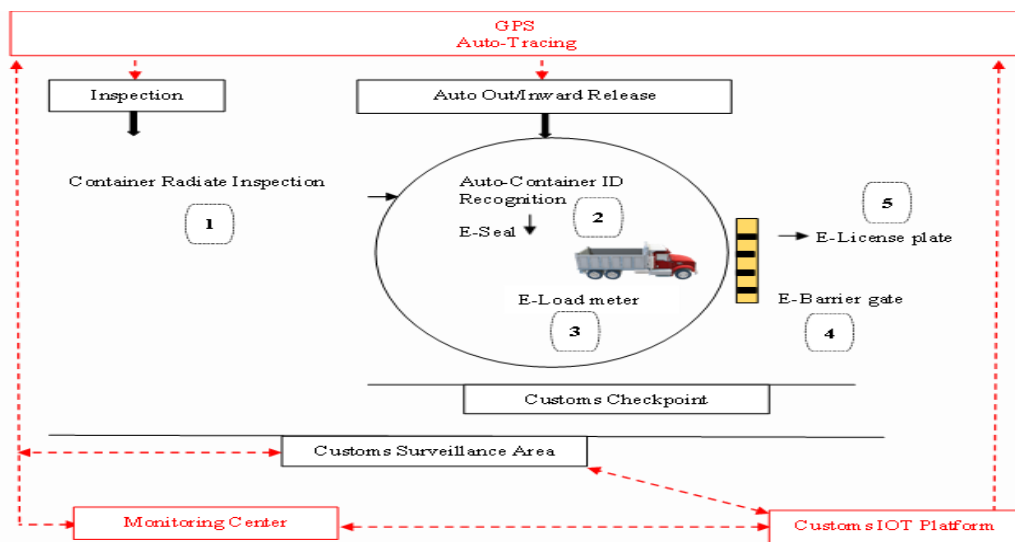 GPS
Auto-Tracing
Inspection
Auto Out/Inward Release
Container Radiate Inspection
1
Auto-Container ID
Recognition
2
E-Seal
5
E-License plate
E-Load meter
3
E-Barrier gate
4
Customs Checkpoint
Customs Surveillance Area
Monitoring Center
Customs IOT Platform